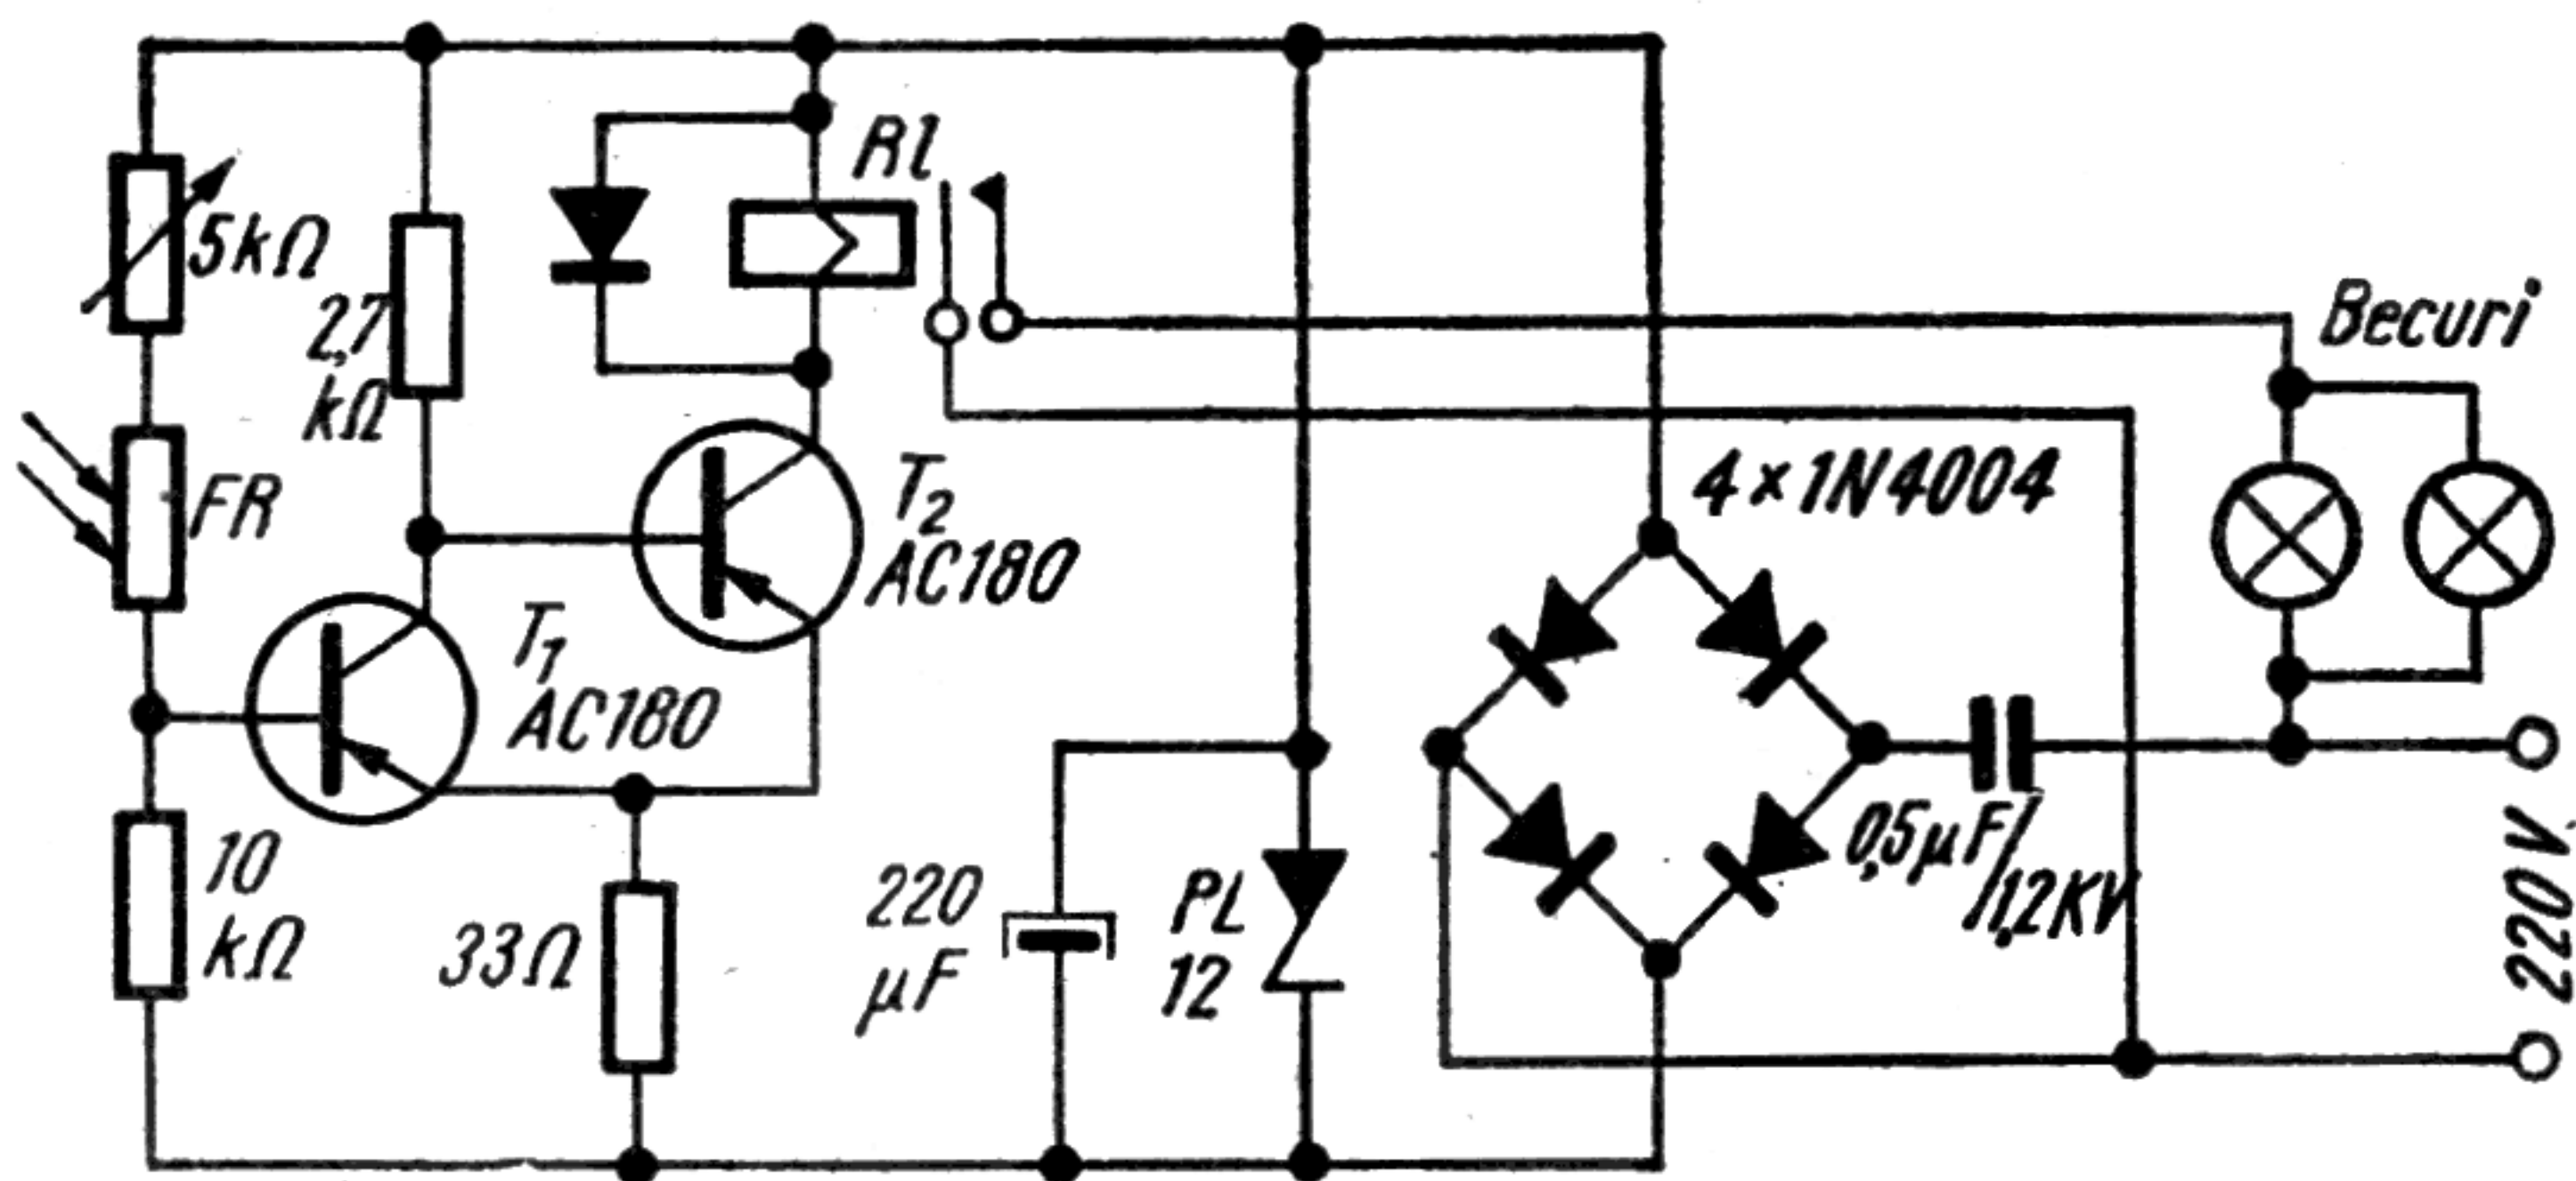 5kΩ
2,7
kΩ
FR
10
kΩ
T1
AC180
33Ω
Rl
T2
AC180
220
μF
PL
12
4×1N4004
0,5μF/
1,2KV
Becuri
220V